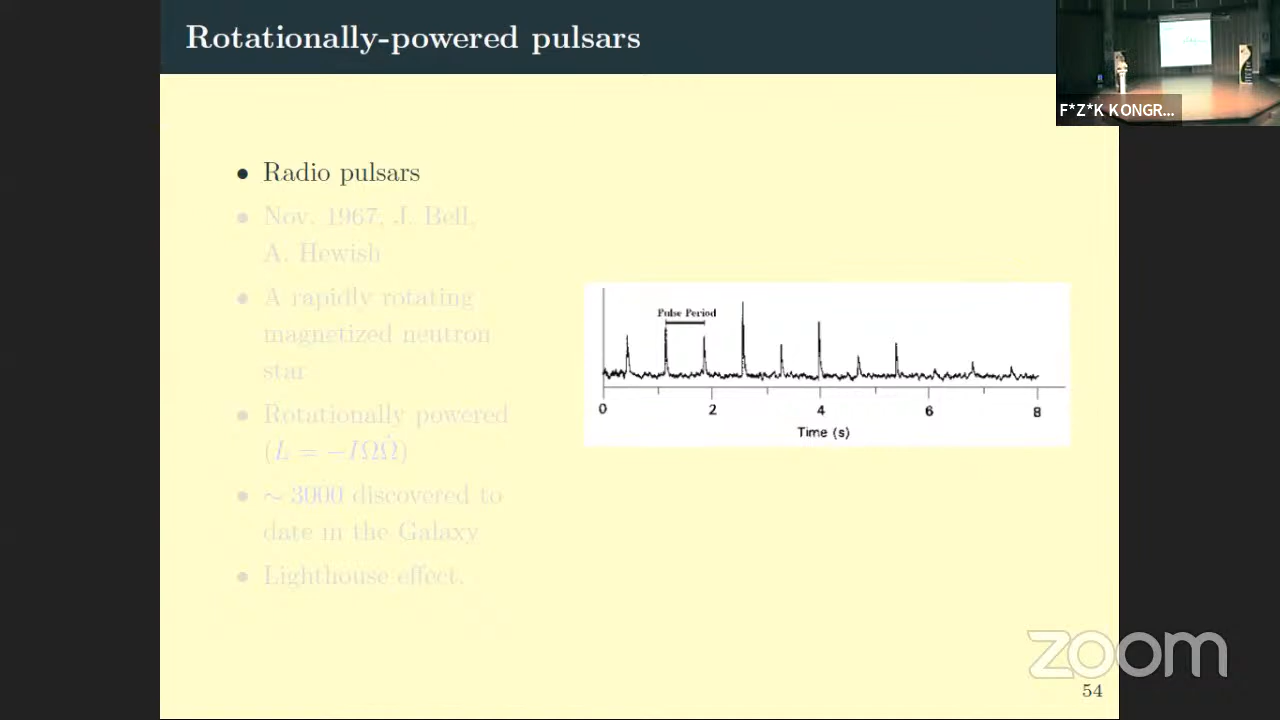 Rotationally-powered pulsars
F*Z*K KONGR...
• Radio pulsars
• Nov. 1967, J. Bell,
A. Hewish
• A rapidly rotating
magnetized neutron
star
• Rotationally powered
(L = −IΩΩ̇)
• ∼ 3000 discovered to
date in the Galaxy
• Lighthouse effect.
Pulse Period
0 2 4 6 8
Time (s)
zoom
54